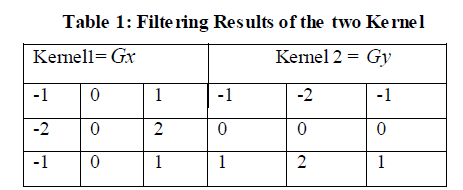 Table 1: Filtering Results of the two Kernel
Kernel1= Gx Kernel 2 = Gy
-1 0 1 -1 -2 -1
-2 0 2 0 0 0
-1 0 1 1 2 1